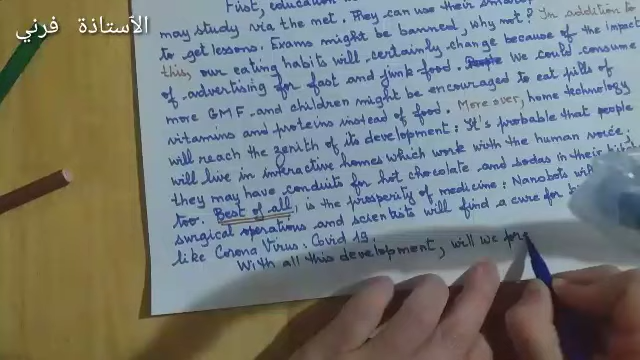 الأستاذة فرني
First, education
may study via the net. They can use their
to get lessons. Exams might be banned, why not? In addition to
this, our eating habits will certainly change because of the impact
of advertising for fast and junk food. We could consume
more GMF and children might be encouraged to eat pills of
vitamins and proteins instead of food. More over, home technology
will reach the zenith of its development: It's probable that people
will live in interactive homes which work with the human voice;
they may have conduits for hot chocolate and sodas in their
too. Best of all, is the prosperity of medicine: Nanobots
surgical operations and scientists will find a cure for
like Corona Virus: Covid 19
With all this development, will we